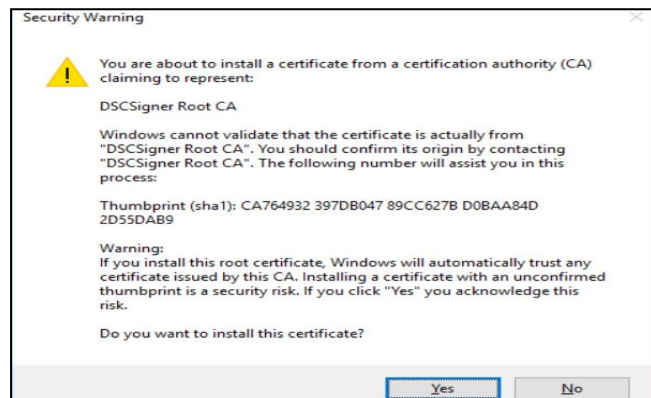 Security Warning
You are about to install a certificate from a certification authority (CA)
claiming to represent:
DSCSigner Root CA
Windows cannot validate that the certificate is actually from
"DSCSigner Root CA". You should confirm its origin by contacting
"DSCSigner Root CA". The following number will assist you in this
process:
Thumbprint (sha1): CA764932 397DB047 89CC627B D0BAA84D
2D55DAB9
Warning:
If you install this root certificate, Windows will automatically trust any
certificate issued by this CA. Installing a certificate with an unconfirmed
thumbprint is a security risk. If you click "Yes" you acknowledge this
risk.
Do you want to install this certificate?
Yes No